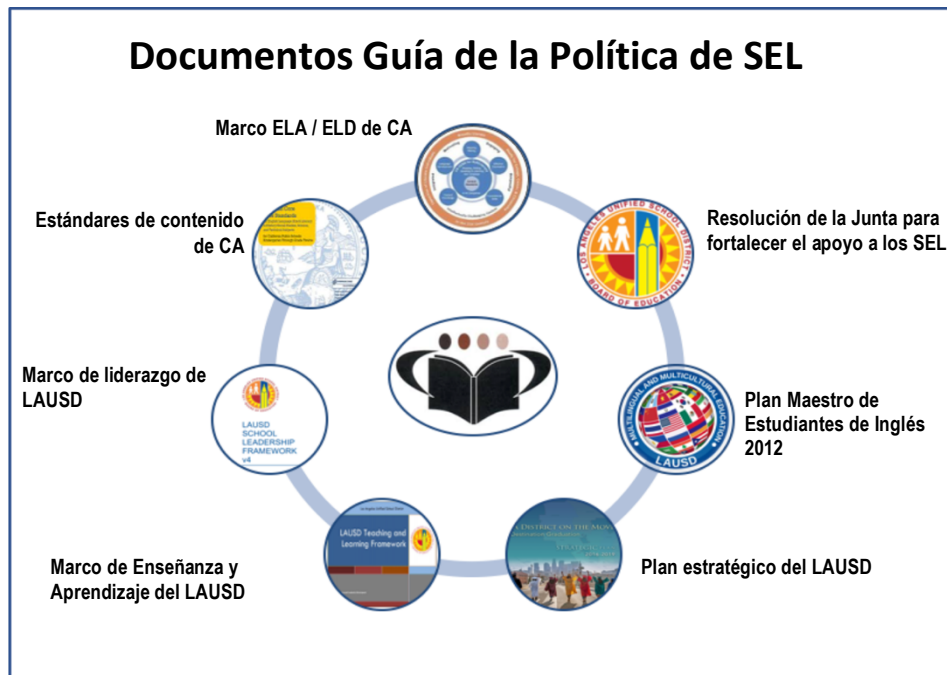 Documentos Guía de la Política de SEL
Marco ELA / ELD de CA
Resolución de la Junta para
fortalecer el apoyo a los SEL
LOS ANGELES UNIFIED SCHOOL DISTRICT
BOARD OF EDUCATION
Plan Maestro de
Estudiantes de Inglés
2012
MULTILINGUAL AND MULTICULTURAL EDUCATION
LAUSD
Plan estratégico del LAUSD
Marco de Enseñanza y
Aprendizaje del LAUSD
LAUSD Teaching and
Learning Framework
Marco de liderazgo de
LAUSD
LAUSD
SCHOOL
LEADERSHIP
FRAMEWORK
v4
Estándares de contenido
de CA